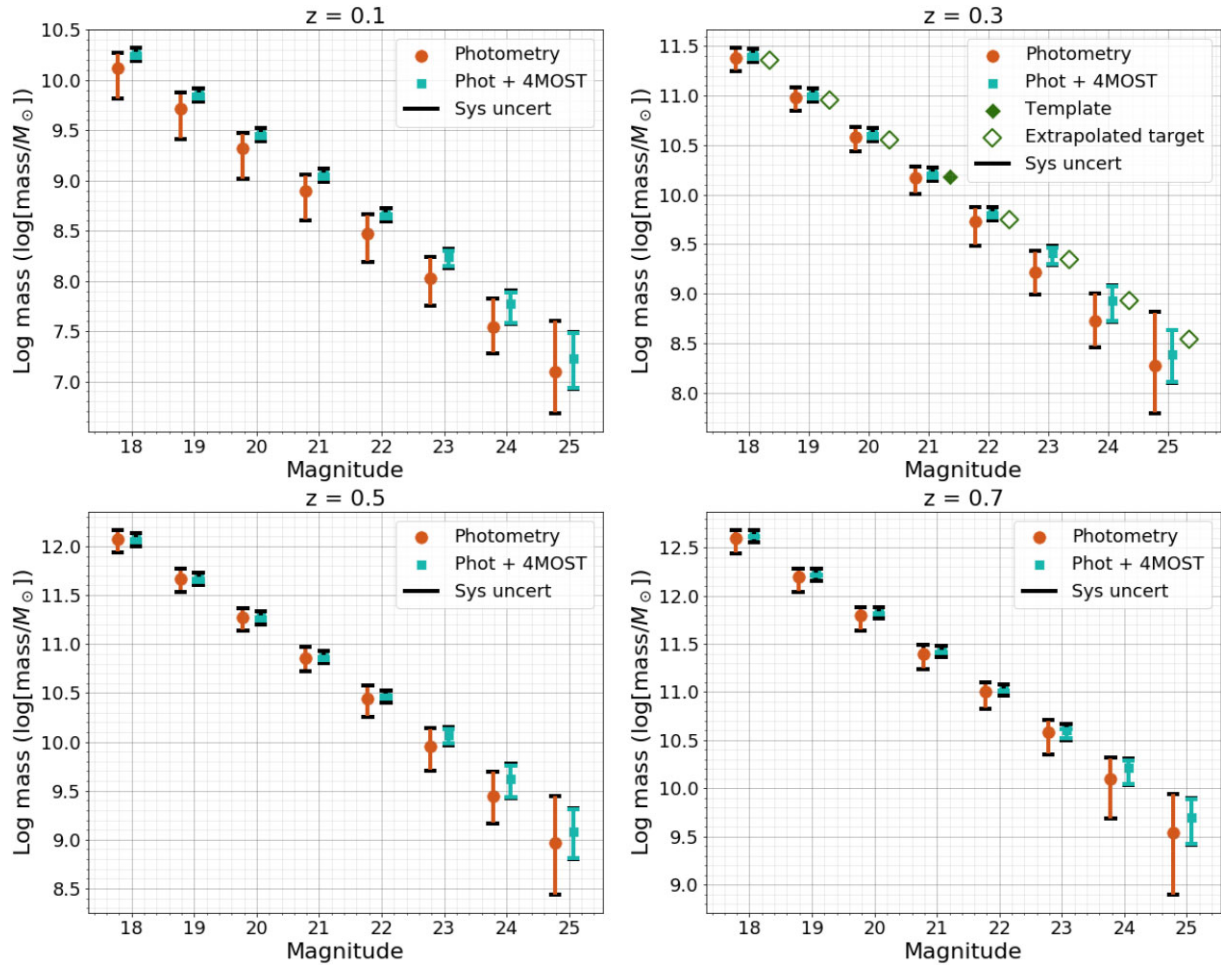 z = 0.1
Log mass (log[mass/M⊙])
10.5
10.0
9.5
9.0
8.5
8.0
7.5
7.0
Photometry
Phot + 4MOST
Sys uncert
18 19 20 21 22 23 24 25
Magnitude
z = 0.3
Log mass (log[mass/M⊙])
11.5
11.0
10.5
10.0
9.5
9.0
8.5
8.0
Photometry
Phot + 4MOST
Template
Extrapolated target
Sys uncert
18 19 20 21 22 23 24 25
Magnitude
z = 0.5
Log mass (log[mass/M⊙])
12.0
11.5
11.0
10.5
10.0
9.5
9.0
8.5
Photometry
Phot + 4MOST
Sys uncert
18 19 20 21 22 23 24 25
Magnitude
z = 0.7
Log mass (log[mass/M⊙])
12.5
12.0
11.5
11.0
10.5
10.0
9.5
9.0
Photometry
Phot + 4MOST
Sys uncert
18 19 20 21 22 23 24 25
Magnitude